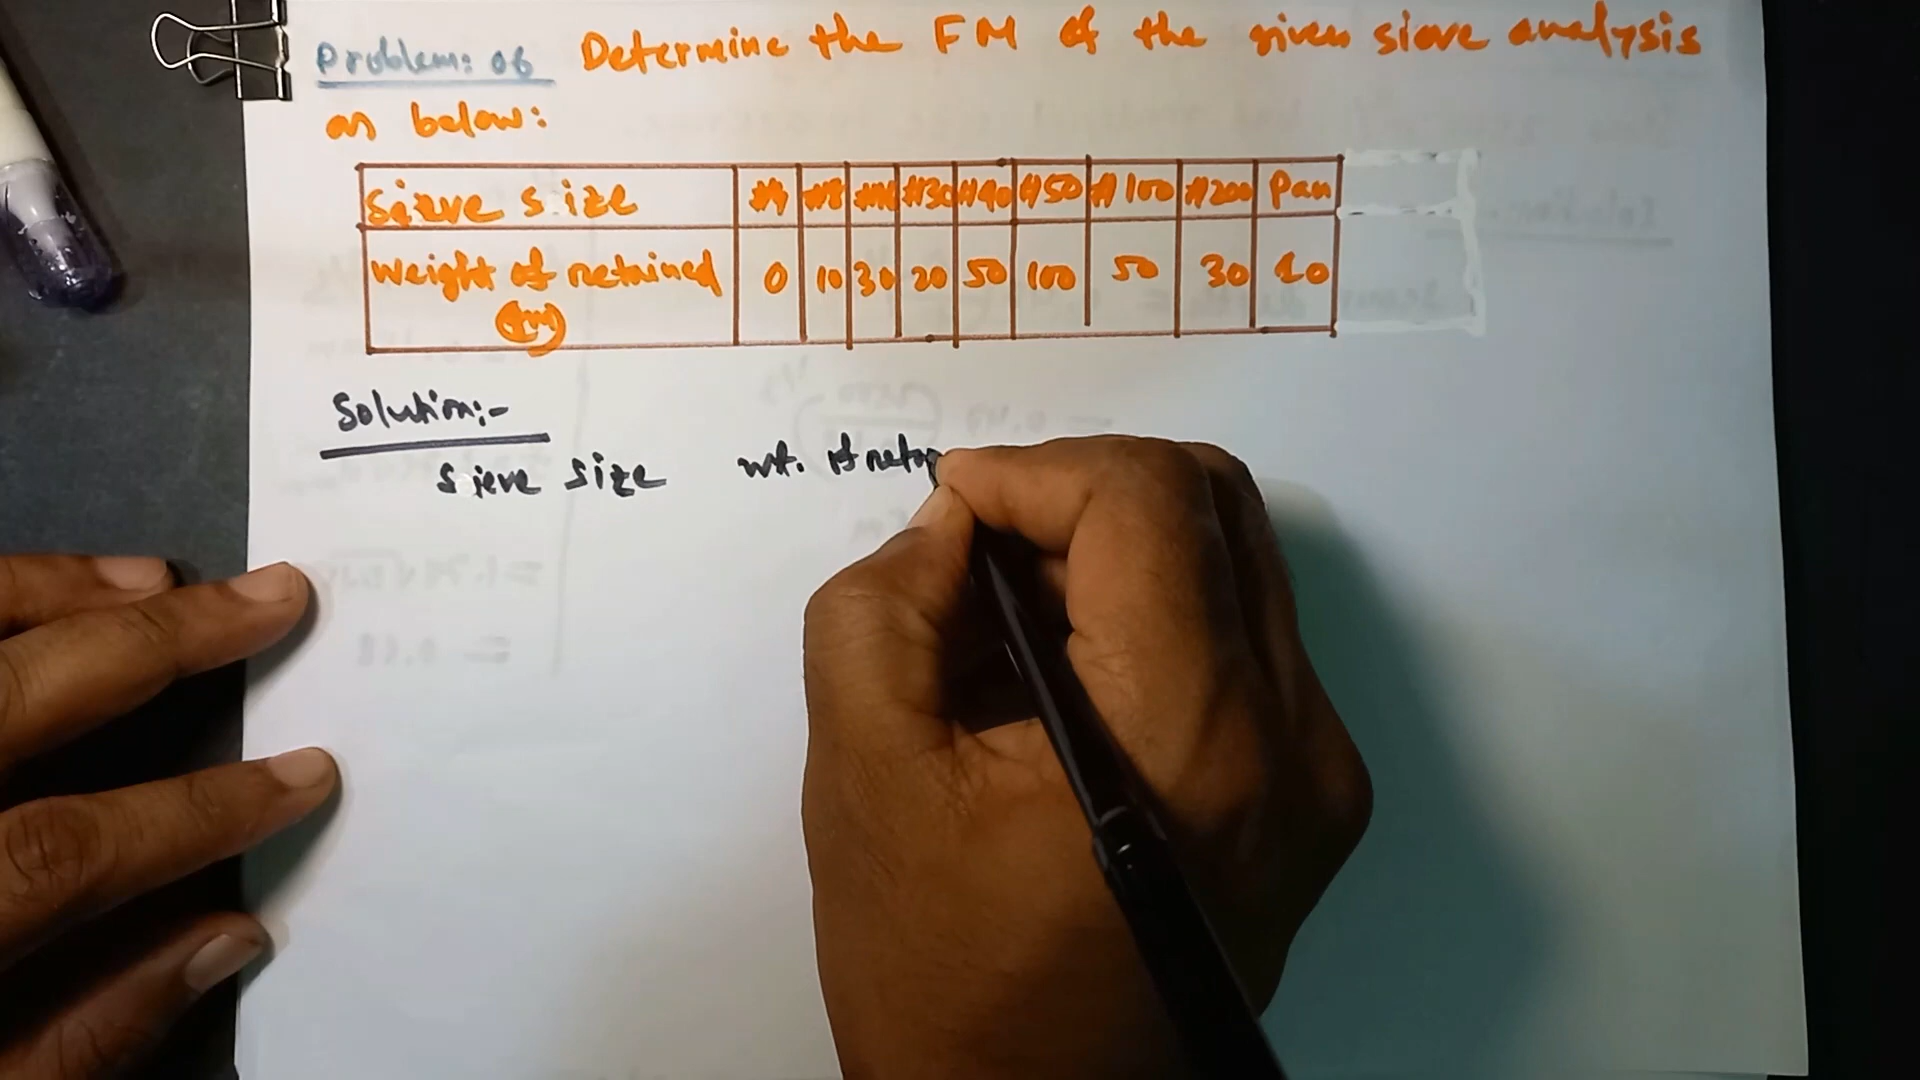 Problem: 06 Determine the FM of the given sieve analysis
as below:
Sieve size #4 #8 #16 #30 #40 #50 #100 #200 Pan
Weight of retained 0 10 30 20 50 100 50 30 10
(gm)
Solution:-
Sieve size wt. of